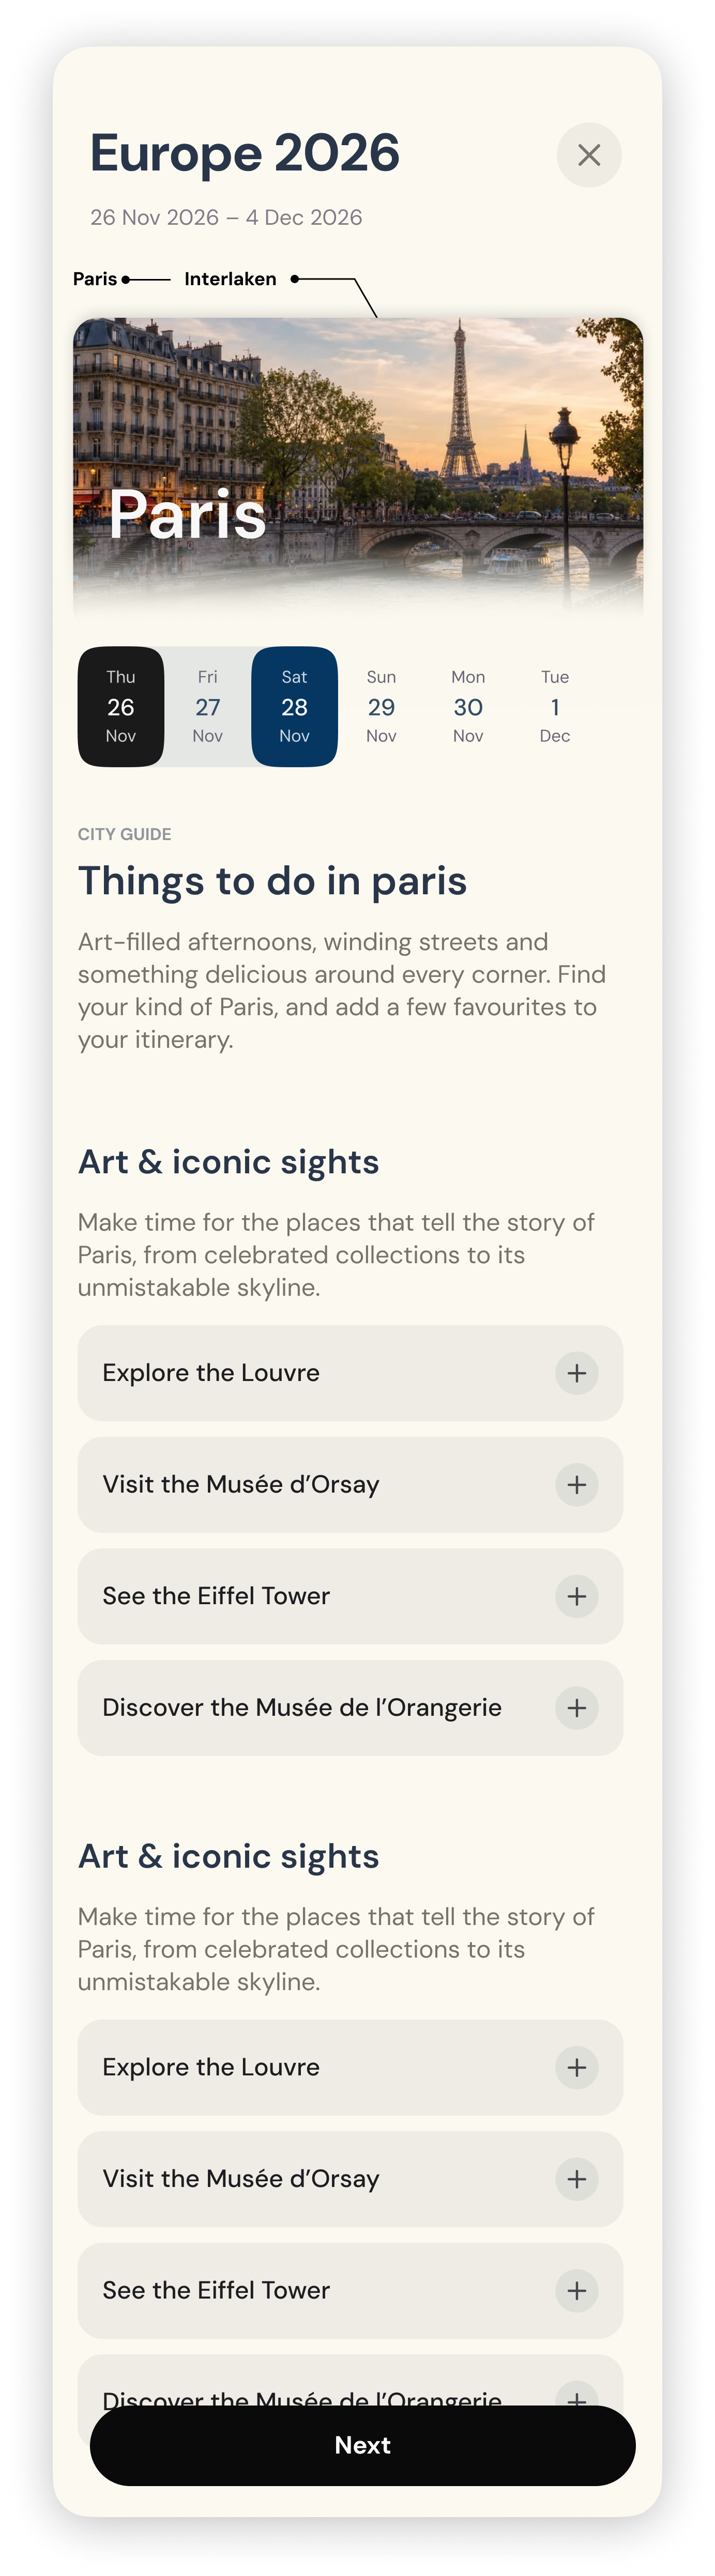 Europe 2026
26 Nov 2026 – 4 Dec 2026
Paris Interlaken
Paris
Thu Fri Sat Sun Mon Tue
26 27 28 29 30 1
Nov Nov Nov Nov Nov Dec
CITY GUIDE
Things to do in paris
Art-filled afternoons, winding streets and
something delicious around every corner. Find
your kind of Paris, and add a few favourites to
your itinerary.
Art & iconic sights
Make time for the places that tell the story of
Paris, from celebrated collections to its
unmistakable skyline.
Explore the Louvre
Visit the Musée d’Orsay
See the Eiffel Tower
Discover the Musée de l’Orangerie
Art & iconic sights
Make time for the places that tell the story of
Paris, from celebrated collections to its
unmistakable skyline.
Explore the Louvre
Visit the Musée d’Orsay
See the Eiffel Tower
Discover the Musée de l’Orangerie
Next